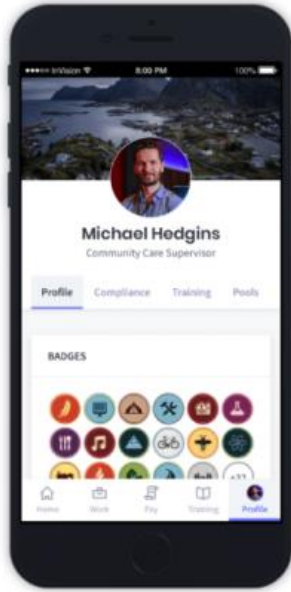 InVision 8:00 PM 100%
Michael Hedgins
Community Care Supervisor
Profile Compliance Training Pools
BADGES
+32
Home Work Pay Training Profile